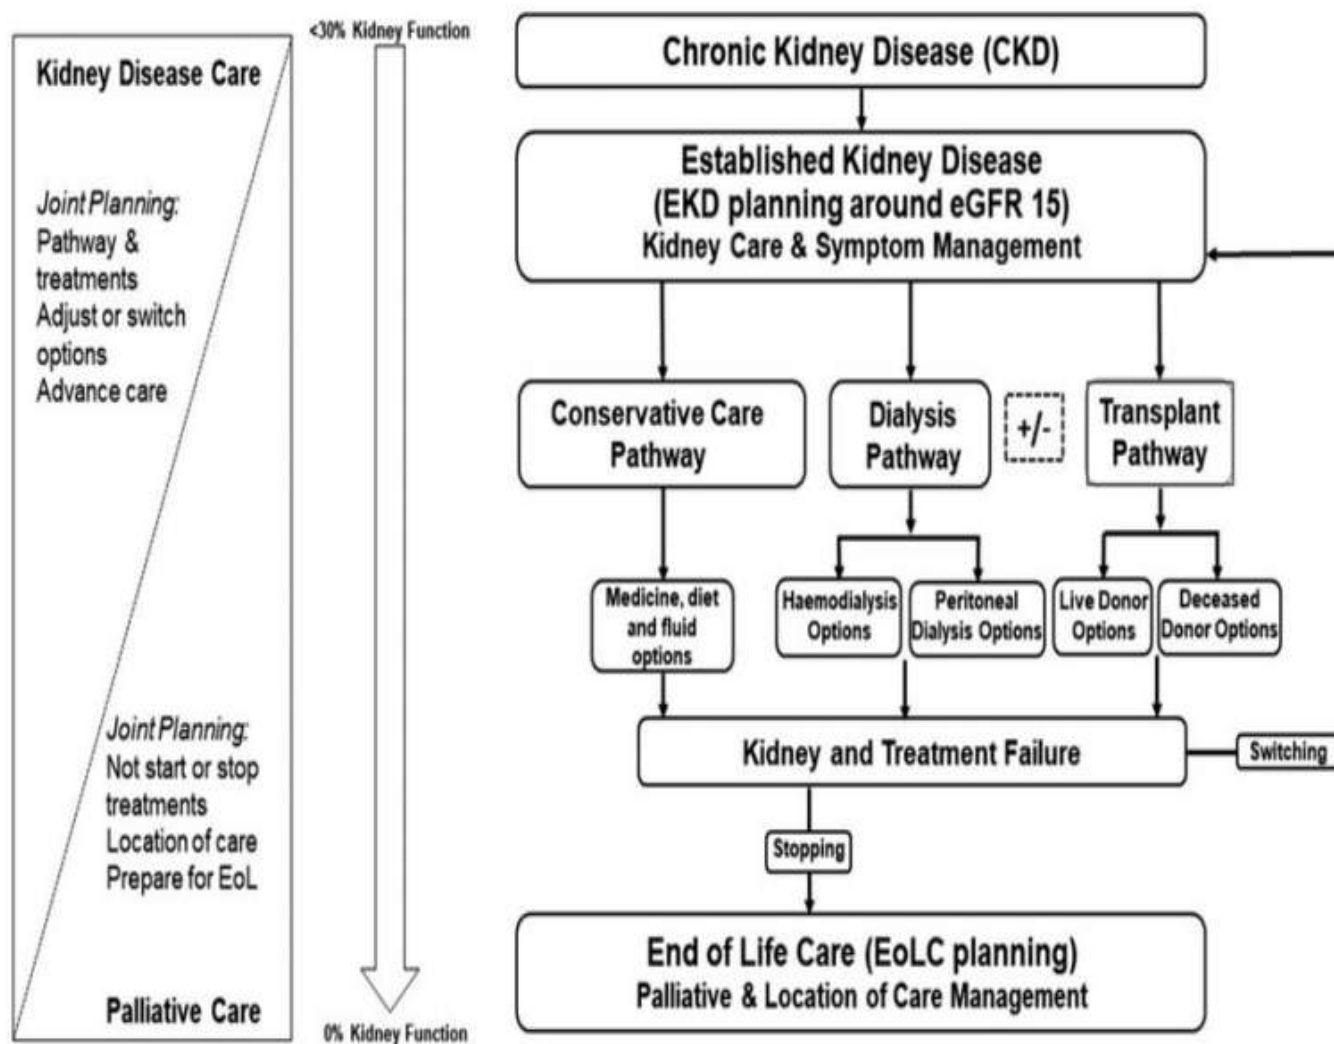 Kidney Disease Care
Joint Planning:
Pathway &
treatments
Adjust or switch
options
Advance care
Joint Planning:
Not start or stop
treatments
Location of care
Prepare for EoL
Palliative Care
<30% Kidney Function
0% Kidney Function
Chronic Kidney Disease (CKD)
Established Kidney Disease
(EKD planning around eGFR 15)
Kidney Care & Symptom Management
Conservative Care
Pathway
Dialysis
Pathway
+/-
Transplant
Pathway
Medicine, diet
and fluid
options
Haemodialysis
Options
Peritoneal
Dialysis Options
Live Donor
Options
Deceased
Donor Options
Kidney and Treatment Failure
Switching
Stopping
End of Life Care (EoLC planning)
Palliative & Location of Care Management